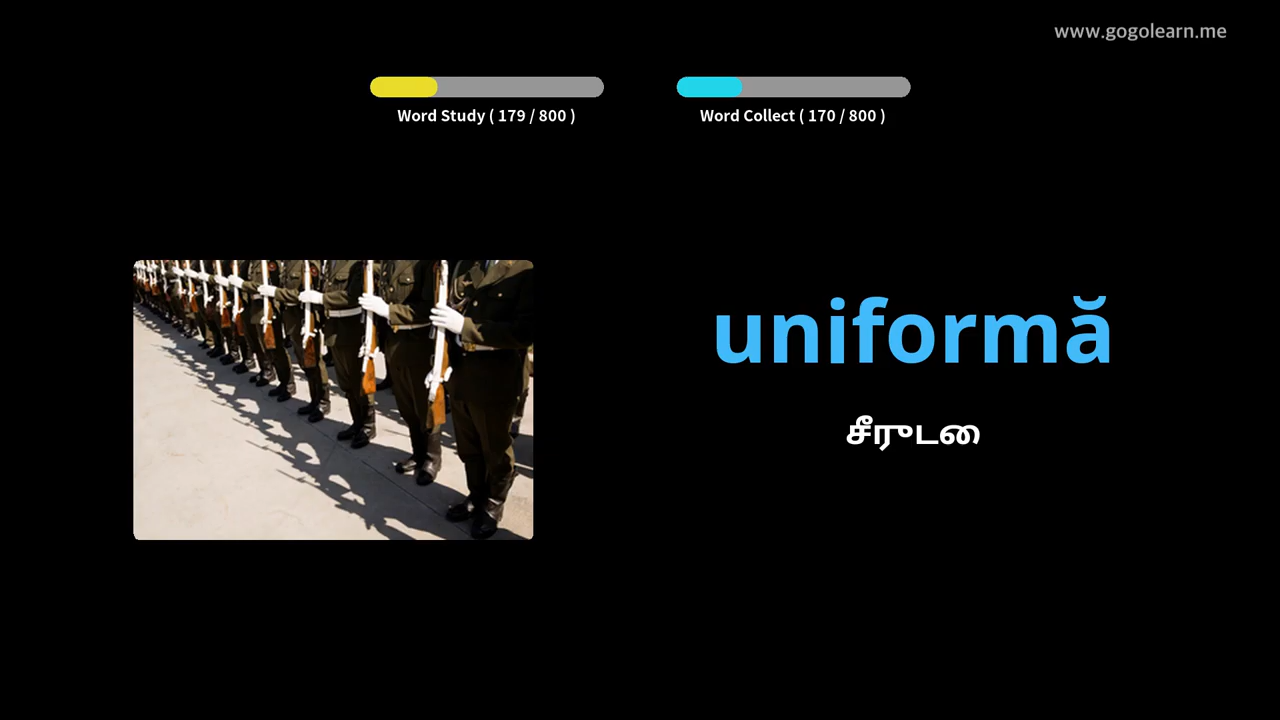 www.gogolearn.me
Word Study ( 179 / 800 )
Word Collect ( 170 / 800 )
uniformă
சீருடை